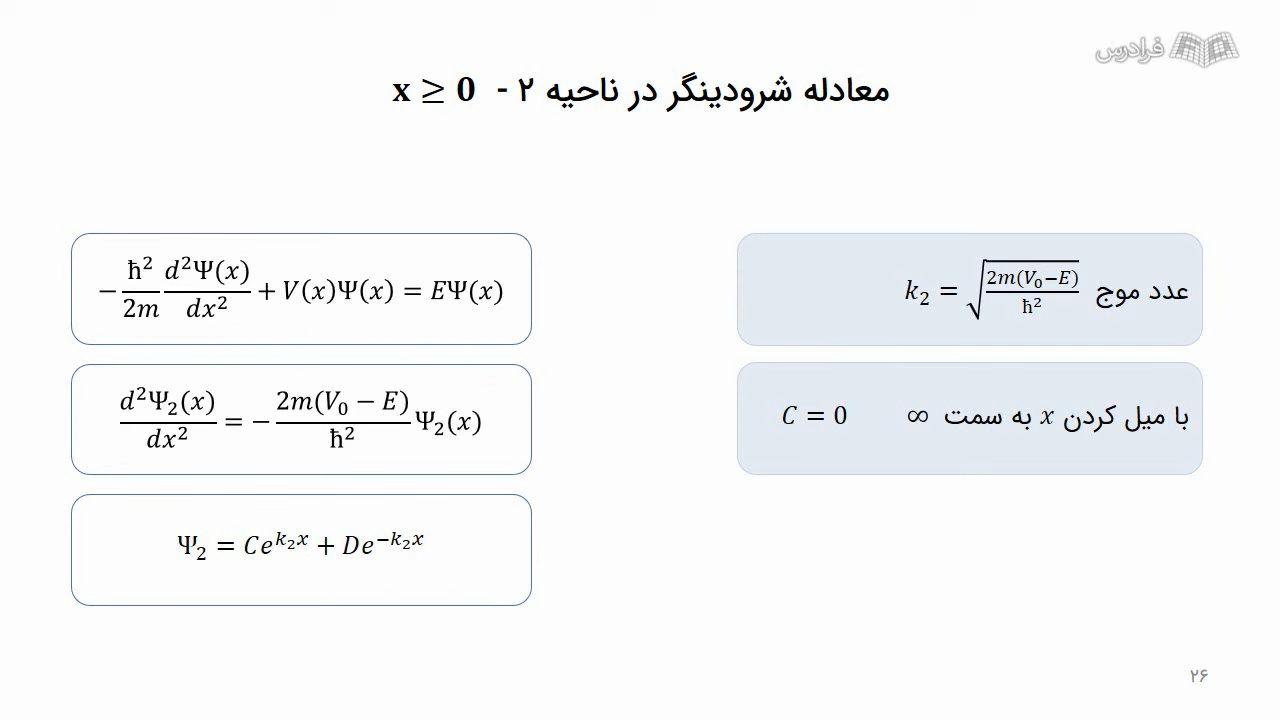 فرادرس
معادله شرودینگر در ناحیه ۲ - x ≥ 0
−ħ²/2m d²Ψ(x)/dx² + V(x)Ψ(x) = EΨ(x)
عدد موج k₂ = √(2m(V₀−E)/ħ²)
d²Ψ₂(x)/dx² = −2m(V₀ − E)/ħ² Ψ₂(x)
با میل کردن x به سمت ∞ C = 0
Ψ₂ = Ce^{k₂x} + De^{−k₂x}
۲۶